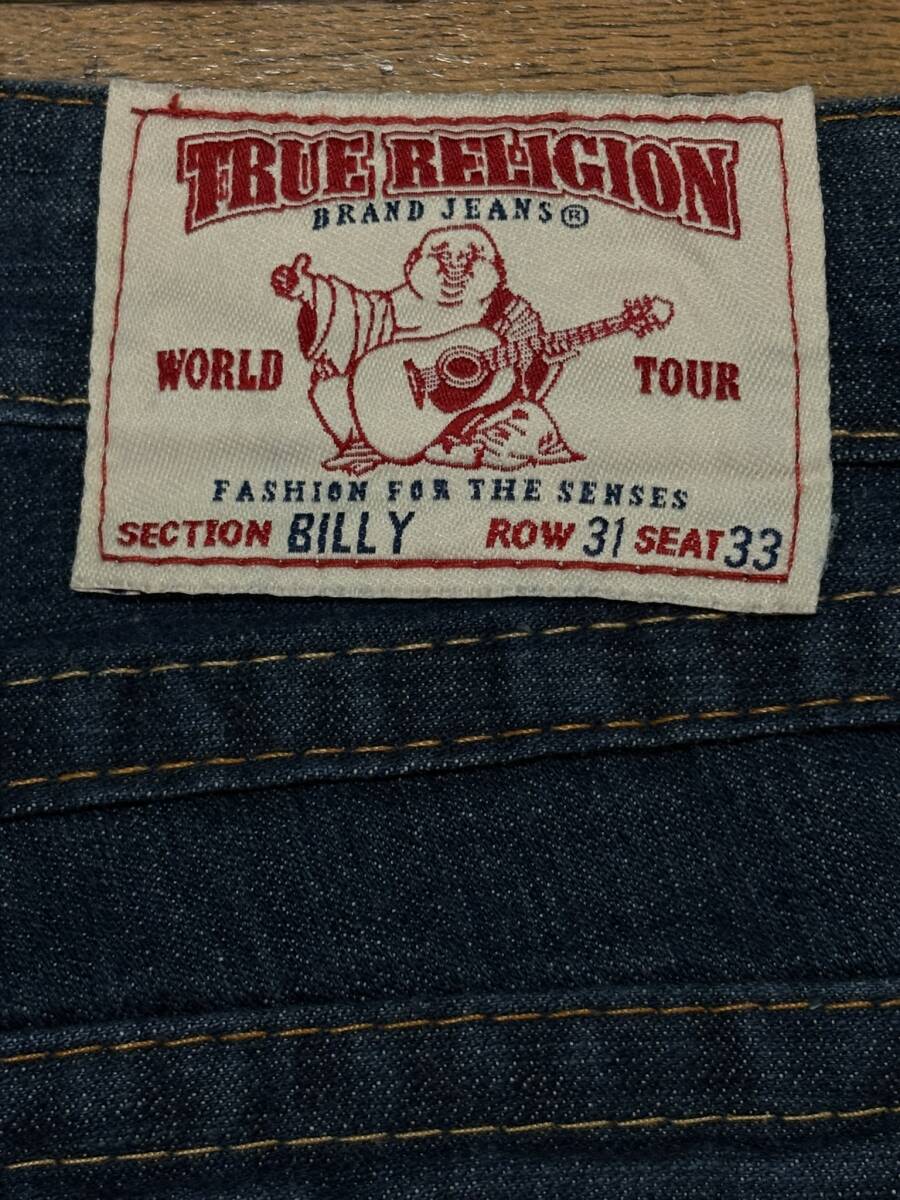 TRUE RELIGION
BRAND JEANS®
WORLD TOUR
FASHION FOR THE SENSES
SECTION BILLY ROW 31 SEAT 33